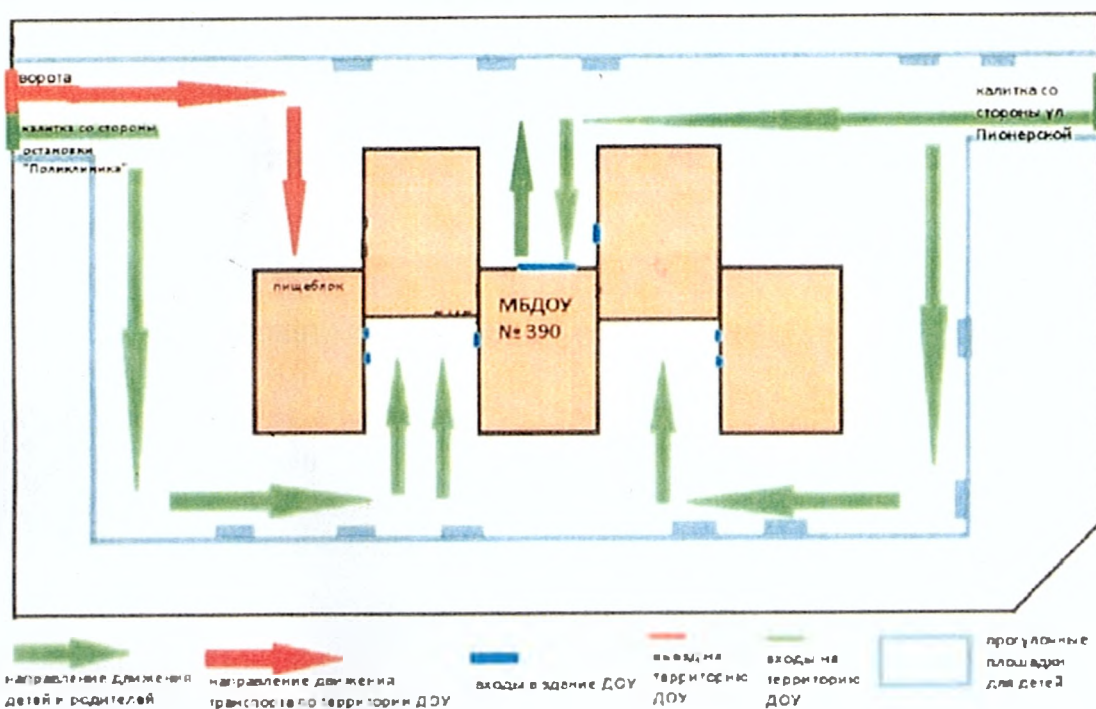 ворота
калитка со стороны
остановки
"Поликлиника"
калитка со
стороны ул.
Пионерской
пищеблок
МБДОУ
№ 390
направление движения
детей и родителей
направление движения
транспорта по территории ДОУ
входы в здание ДОУ
въезд на
территорию
ДОУ
входы на
территорию
ДОУ
прогулочные
площадки
для детей